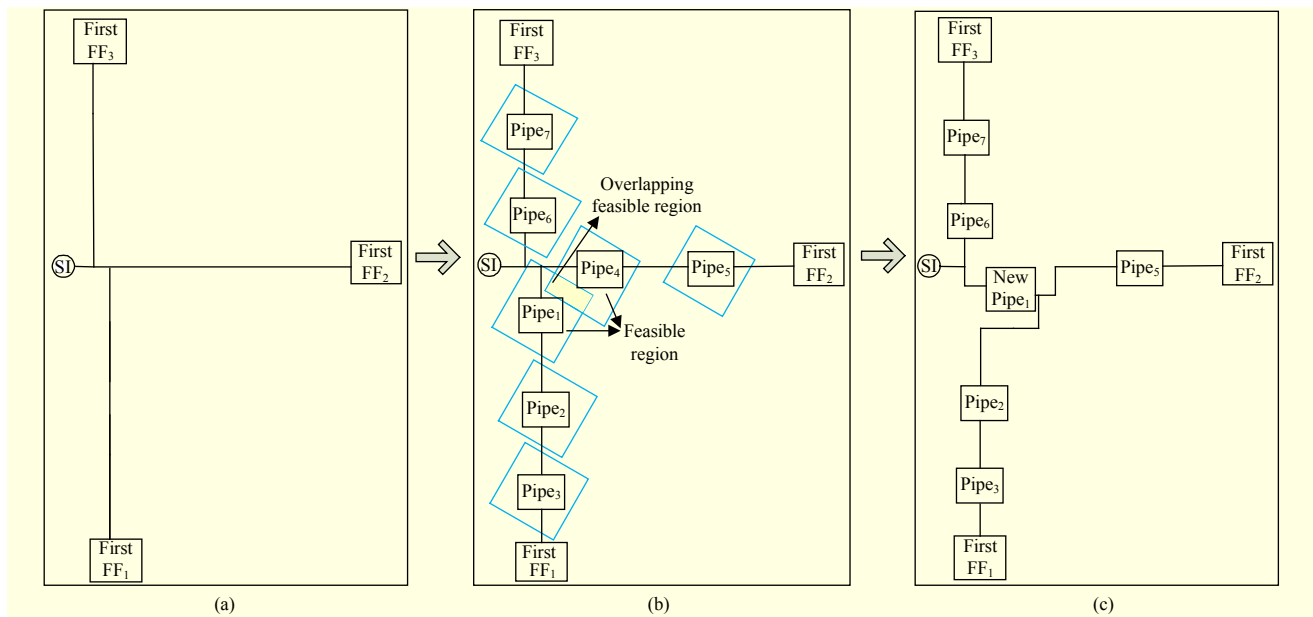 First
FF₃
SI
First
FF₂
First
FF₁
(a)
First
FF₃
Pipe₇
Pipe₆
Overlapping
feasible region
SI
Pipe₄
Pipe₅
First
FF₂
Pipe₁
Feasible
region
Pipe₂
Pipe₃
First
FF₁
(b)
First
FF₃
Pipe₇
Pipe₆
SI
New
Pipe₁
Pipe₅
First
FF₂
Pipe₂
Pipe₃
First
FF₁
(c)